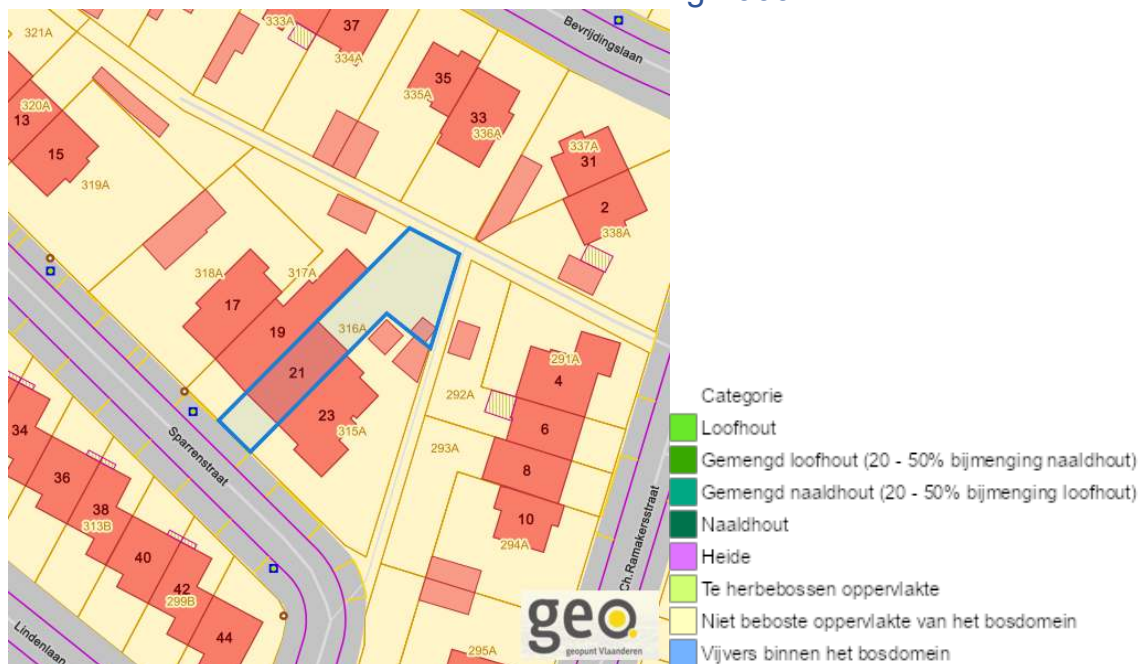 321A
333A
37
334A
Bevrijdingslaan
35
335A
33
336A
337A
31
2
338A
320A
13
15
319A
318A
317A
17
19
316A
21
23
315A
291A
4
292A
6
293A
8
10
294A
34
36
38
313B
40
42
299B
44
295A
Sparrenstraat
Lindenlaan
Ch.Ramakersstraat
geo
geopunt Vlaanderen
Categorie
Loofhout
Gemengd loofhout (20 - 50% bijmenging naaldhout)
Gemengd naaldhout (20 - 50% bijmenging loofhout)
Naaldhout
Heide
Te herbebossen oppervlakte
Niet beboste oppervlakte van het bosdomein
Vijvers binnen het bosdomein